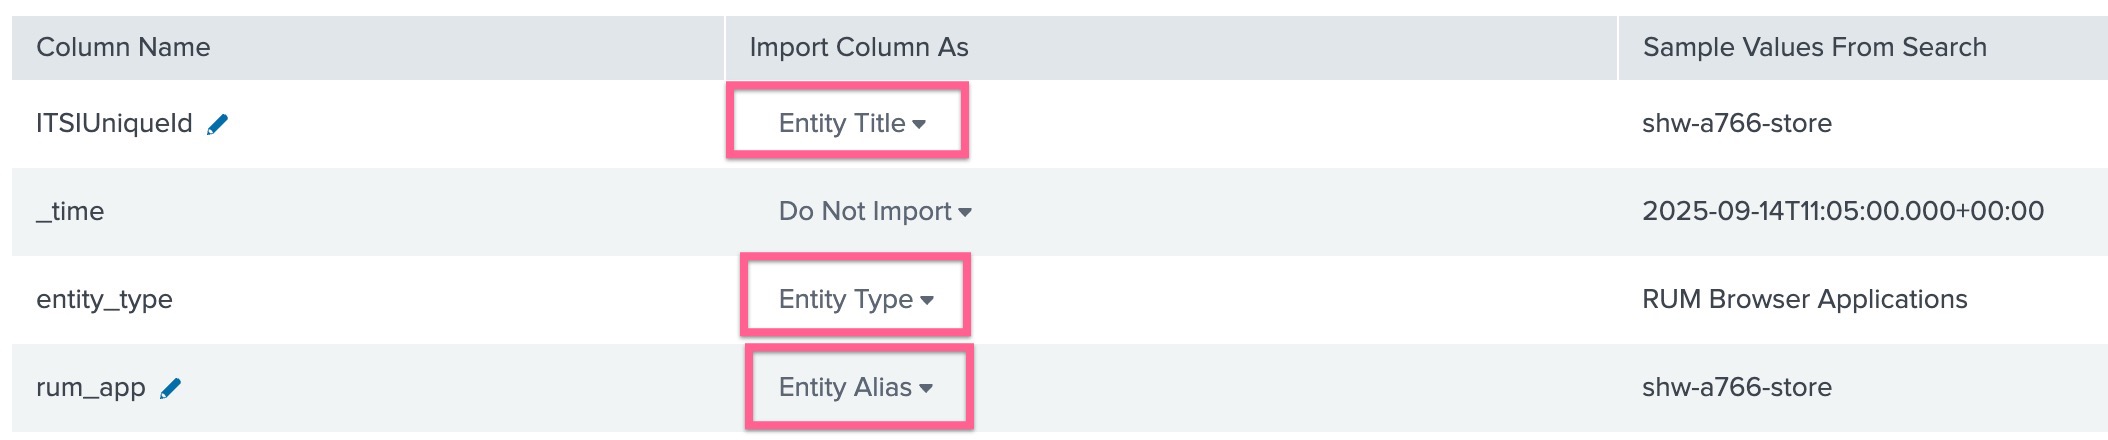 Column Name Import Column As Sample Values From Search
ITSIUniqueId Entity Title shw-a766-store
_time Do Not Import 2025-09-14T11:05:00.000+00:00
entity_type Entity Type RUM Browser Applications
rum_app Entity Alias shw-a766-store